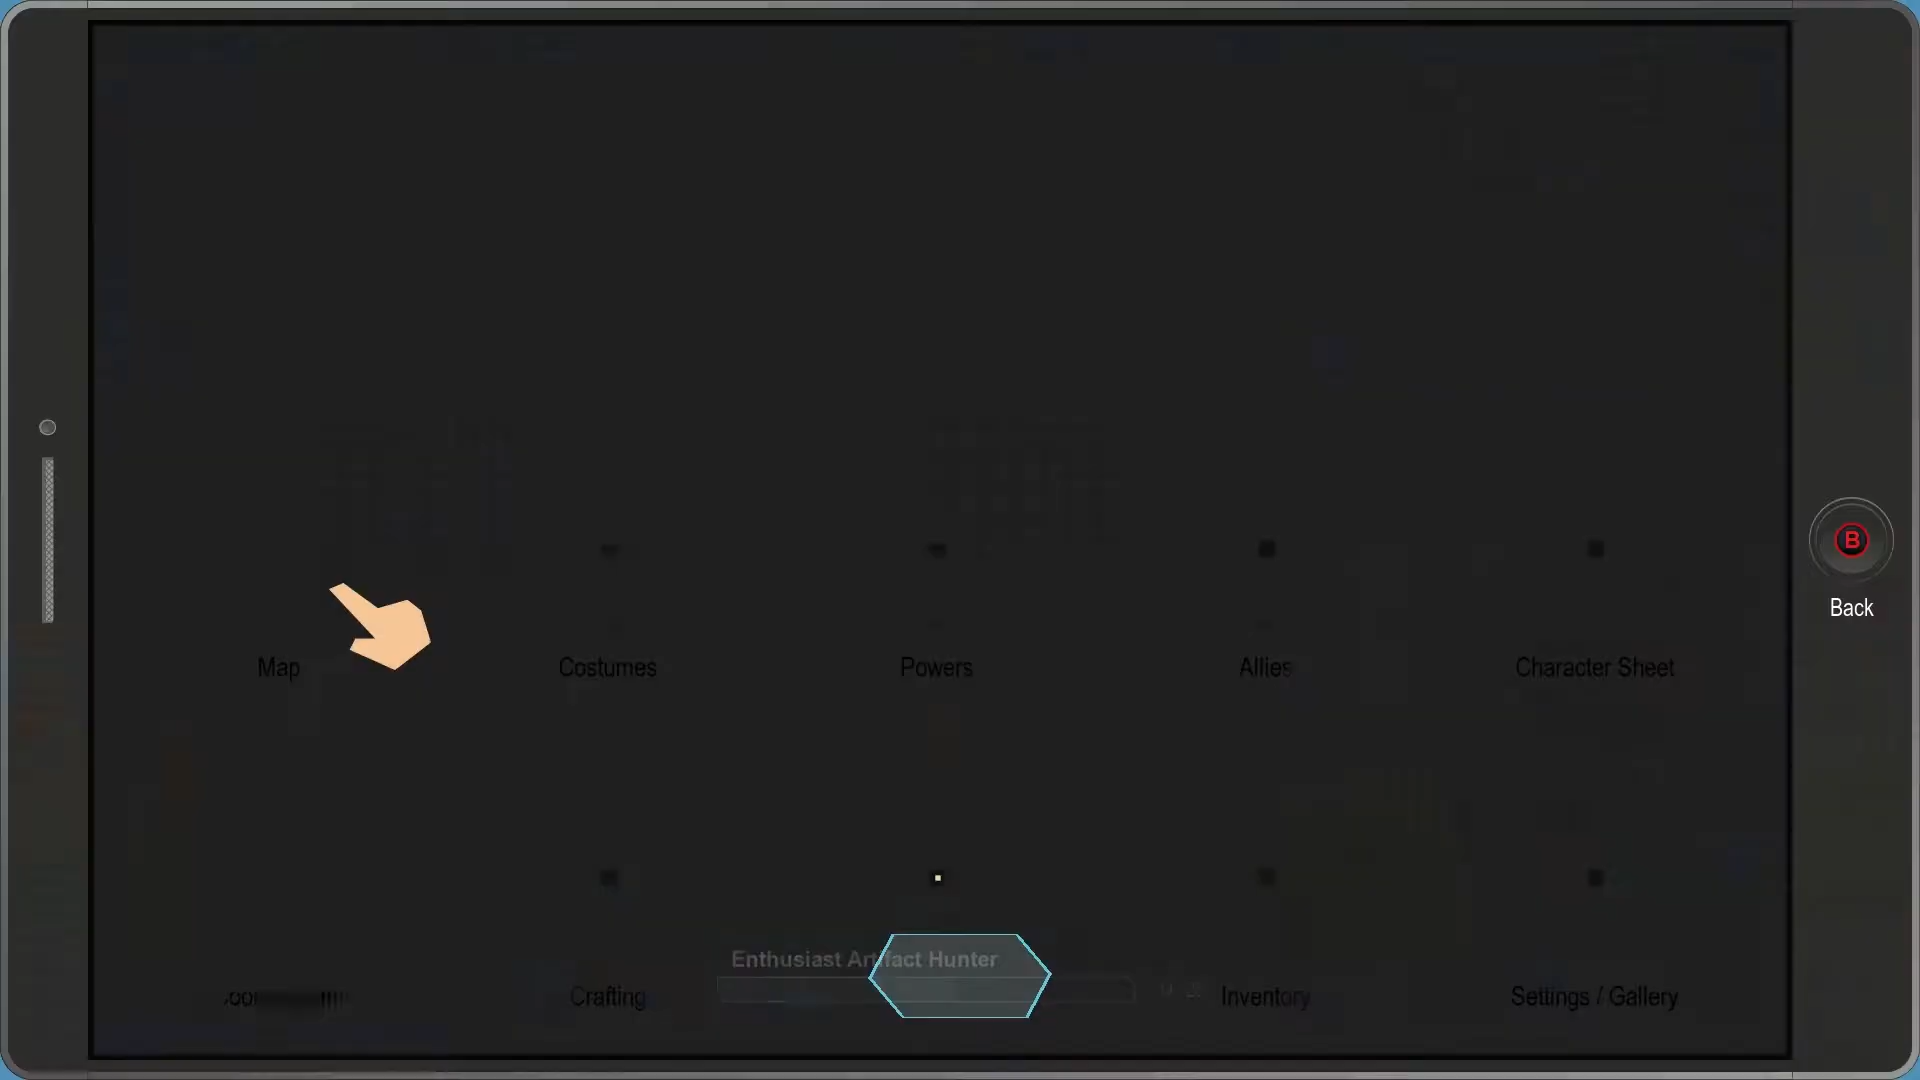 B
Back
Map
Costumes
Powers
Allies
Character Sheet
Enthusiast Artifact Hunter
Crafting
Inventory
Settings / Gallery